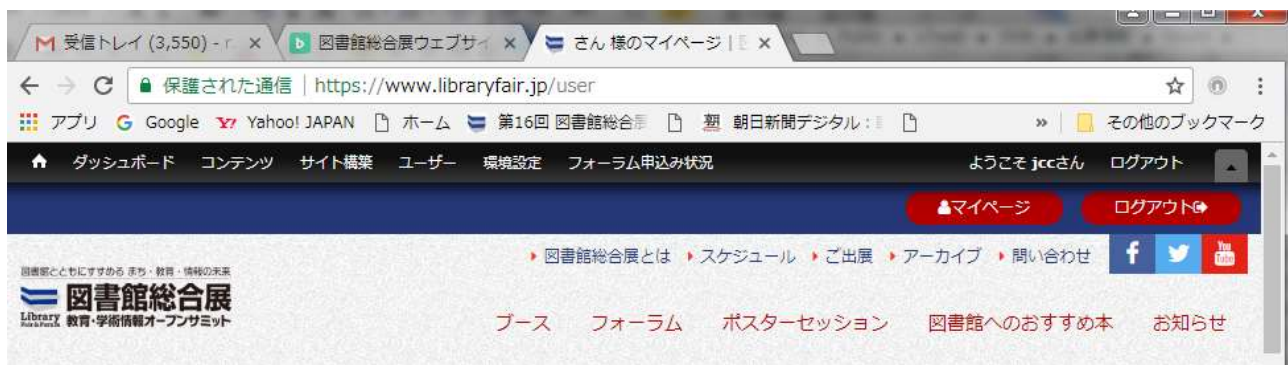 受信トレイ (3,550) - r
図書館総合展ウェブサイ
さん 様のマイページ |
保護された通信 | https://www.libraryfair.jp/user
アプリ Google Yahoo! JAPAN ホーム 第16回 図書館総合 朝日新聞デジタル : » その他のブックマーク
ダッシュボード コンテンツ サイト構築 ユーザー 環境設定 フォーラム申込み状況 ようこそ jccさん ログアウト
マイページ ログアウト
図書館総合展とは スケジュール ご出展 アーカイブ 問い合わせ f You Tube
図書館とともにすすめる まち・教育・情報の未来
図書館総合展
Library Fair & Forum 教育・学術情報オープンサミット
ブース フォーラム ポスターセッション 図書館へのおすすめ本 お知らせ